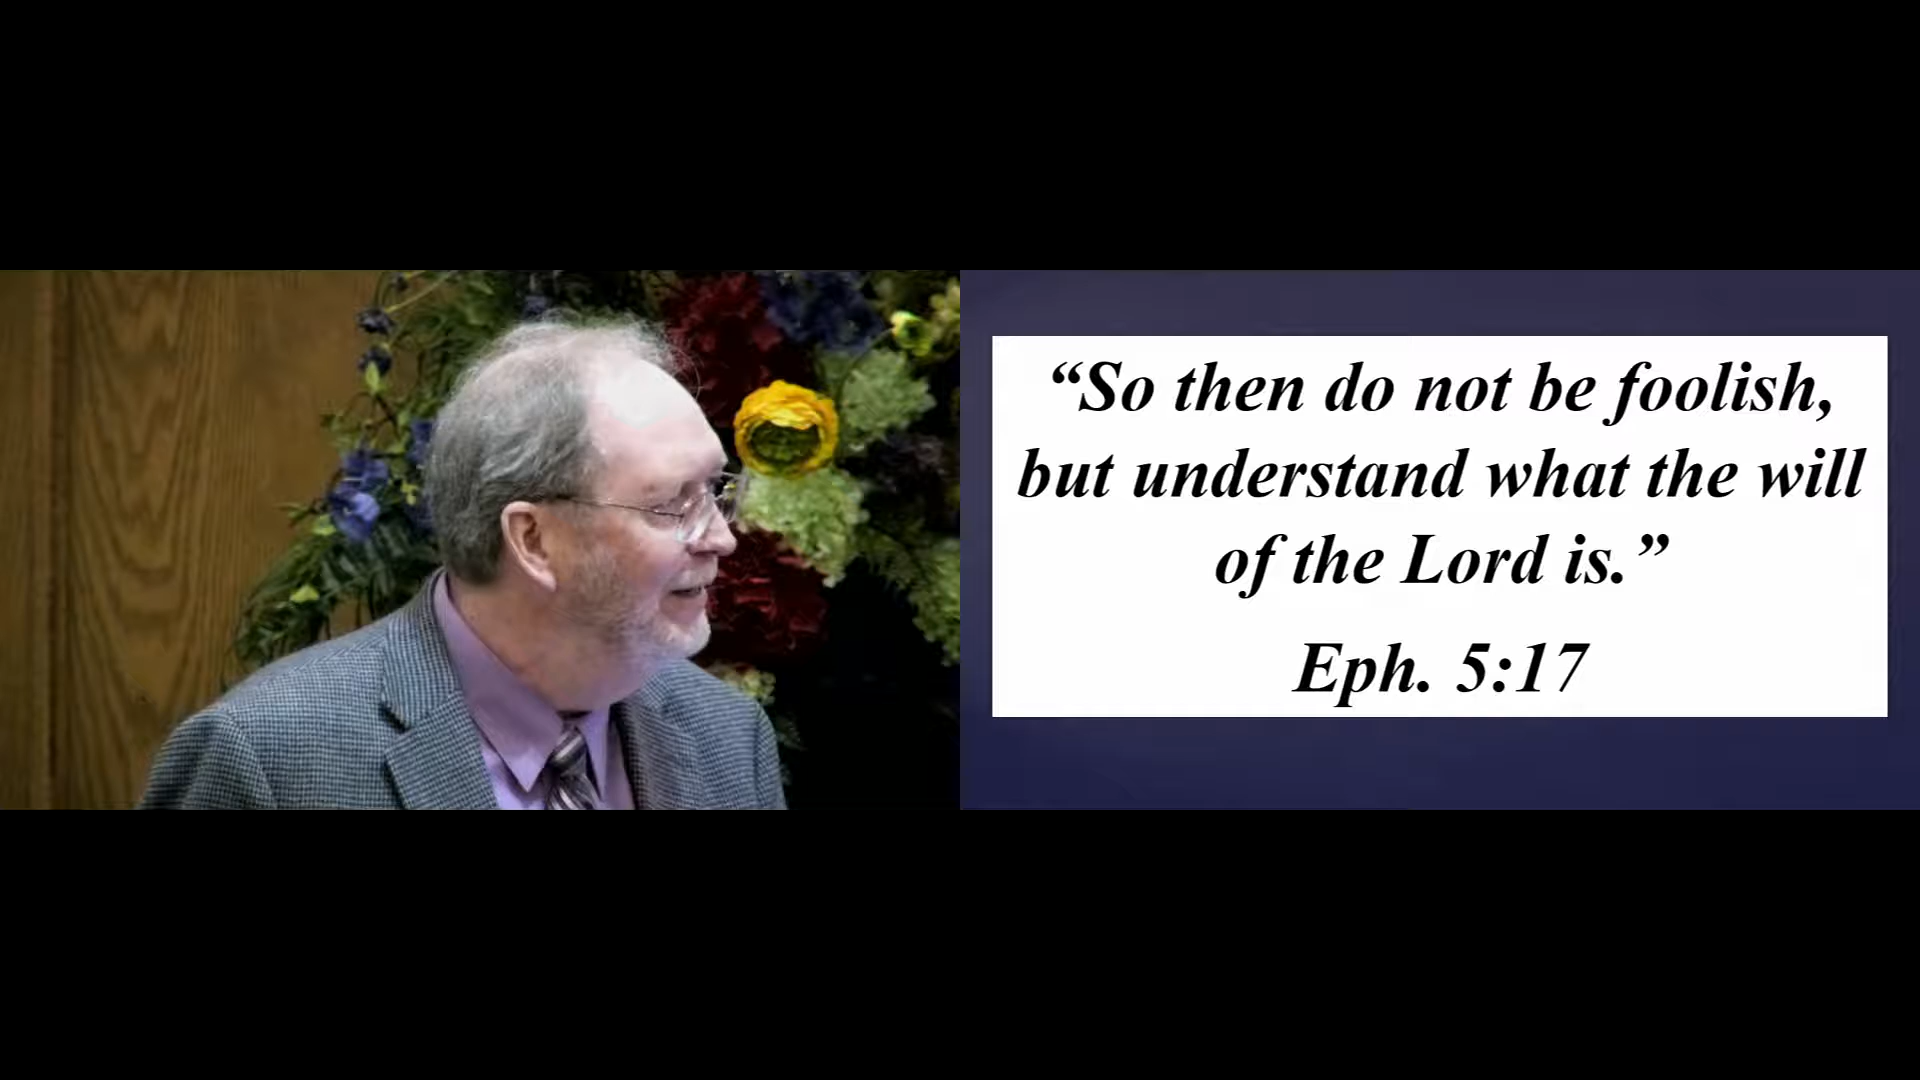 “So then do not be foolish,
but understand what the will
of the Lord is.”
Eph. 5:17